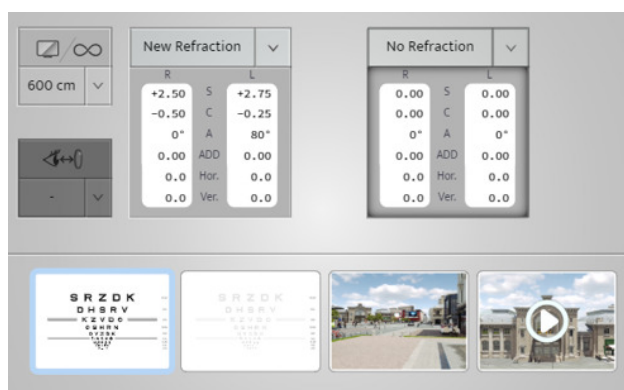 /∞
600 cm
-
New Refraction
R L
+2.50 S +2.75
−0.50 C −0.25
0° A 80°
0.00 ADD 0.00
0.0 Hor. 0.0
0.0 Ver. 0.0
No Refraction
R L
0.00 S 0.00
0.00 C 0.00
0° A 0°
0.00 ADD 0.00
0.0 Hor. 0.0
0.0 Ver. 0.0
S R Z D K
D H S R V
K Z V D C
S R Z D K
D H S R V
K Z V D C